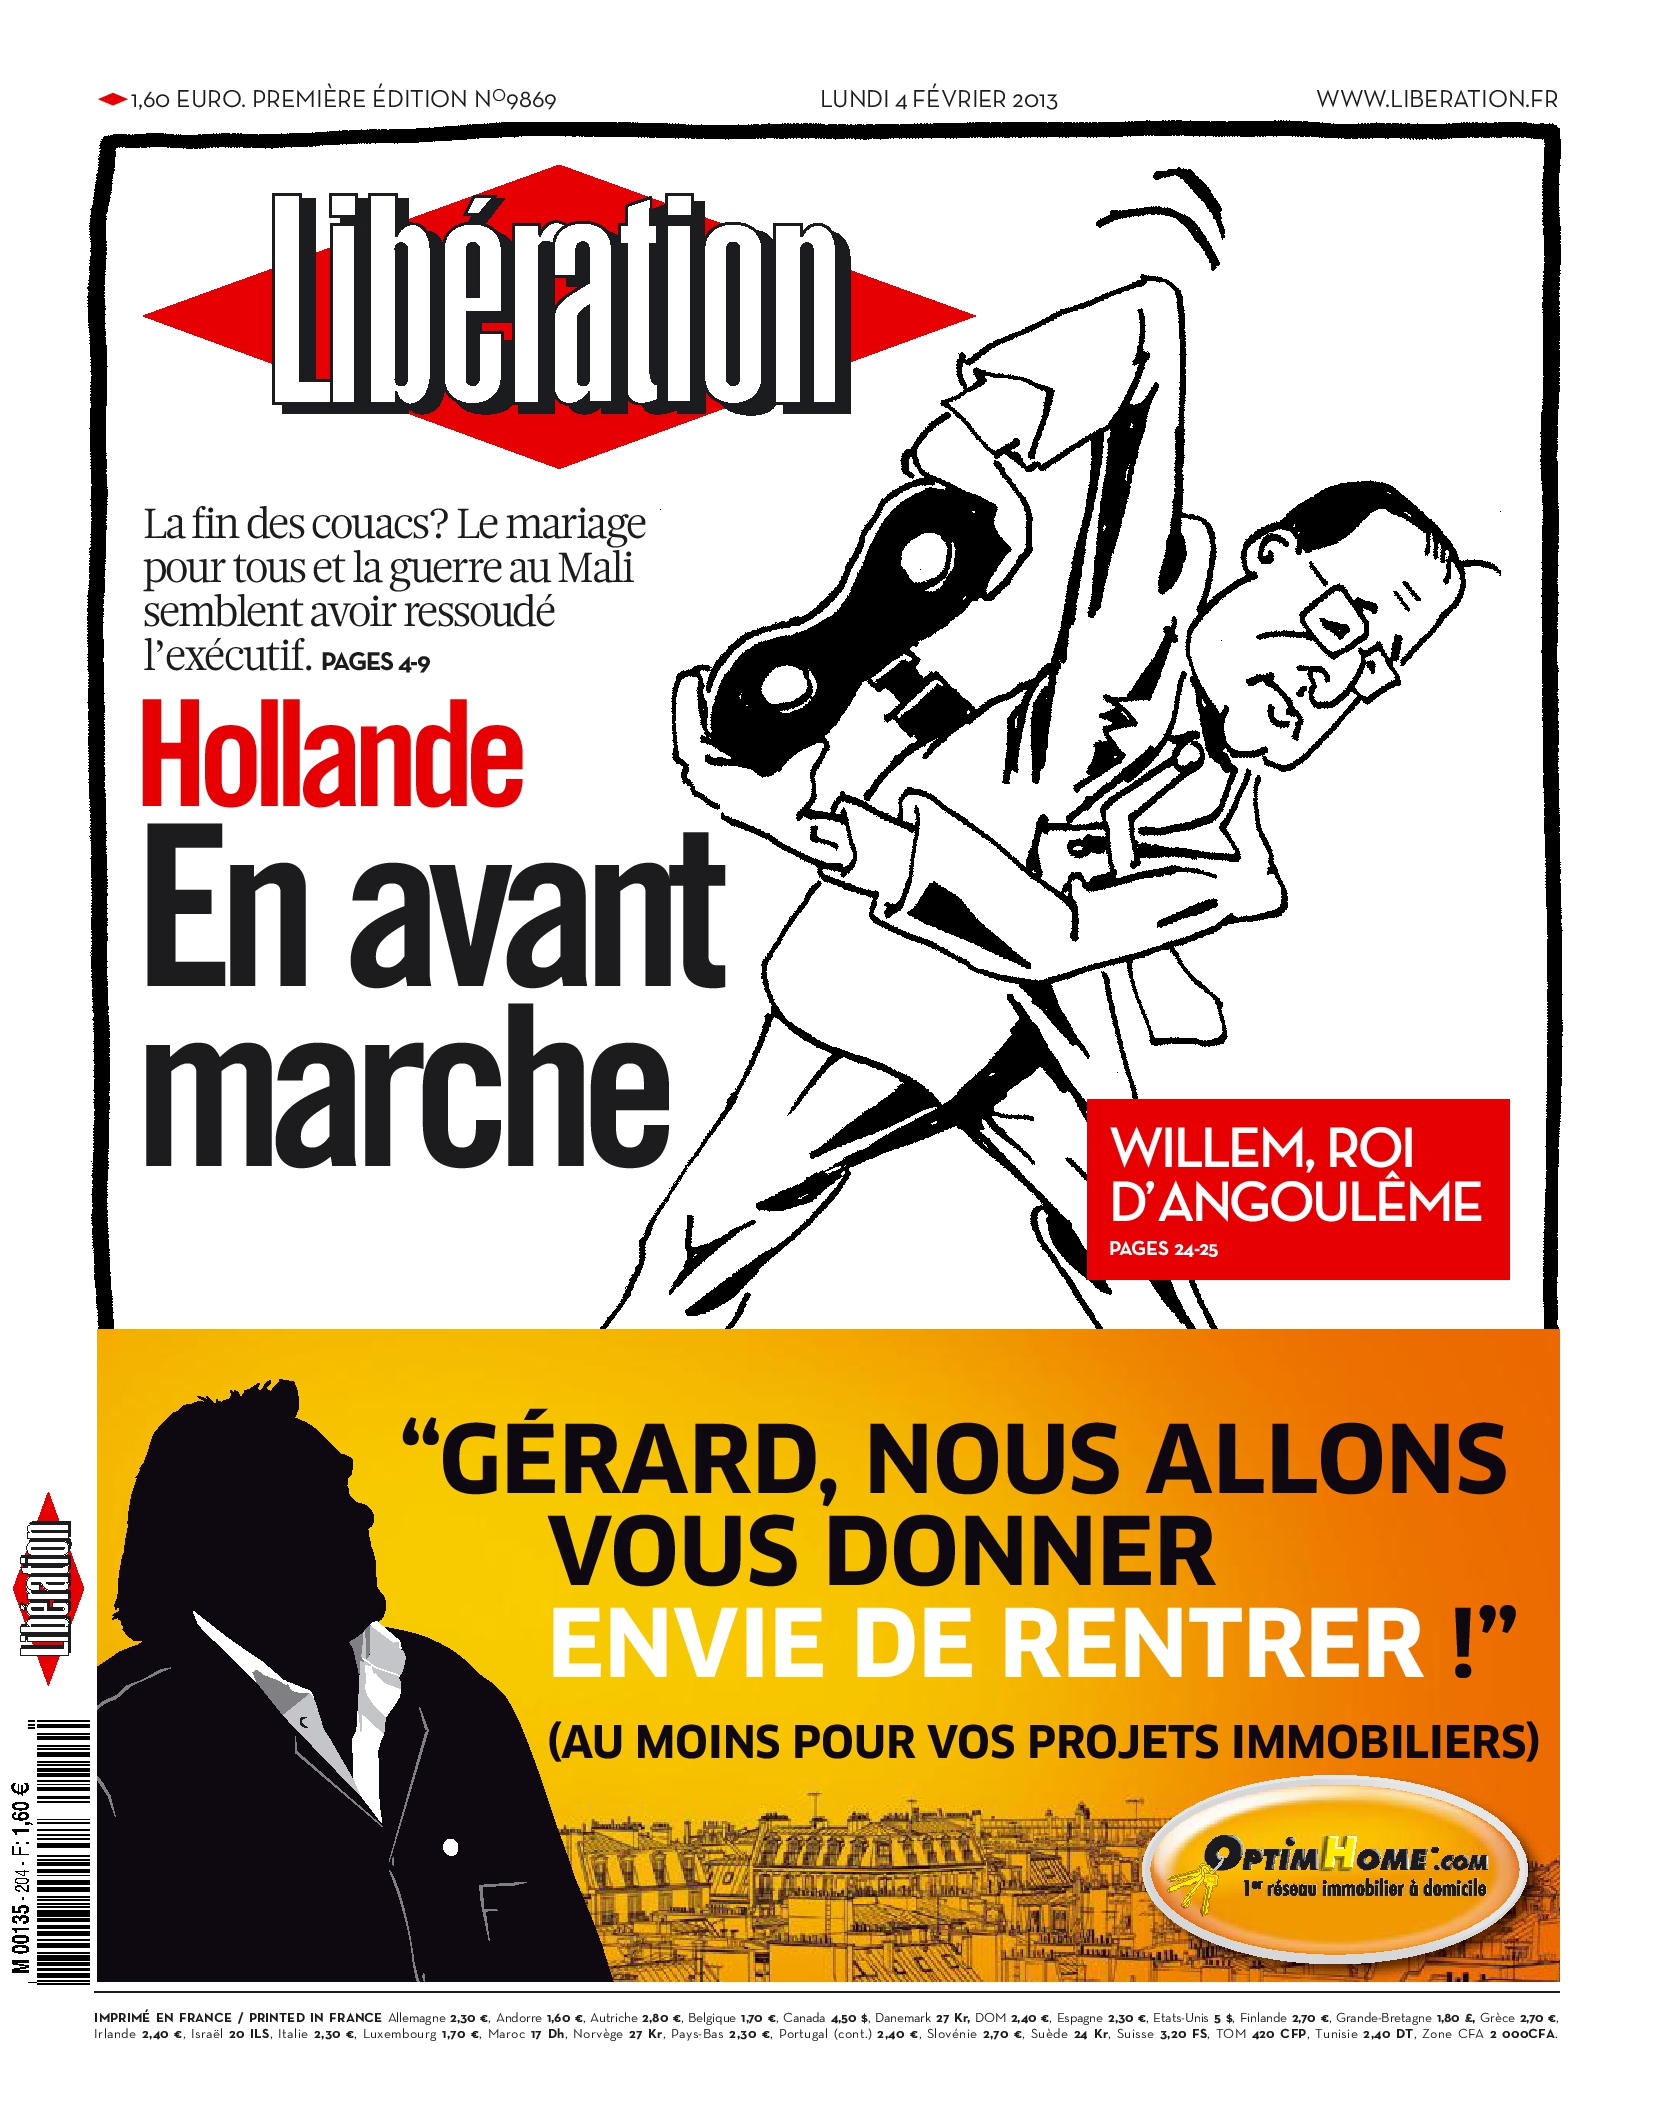 1,60 EURO. PREMIÈRE ÉDITION NO9869
LUNDI 4 FÉVRIER 2013
WWW.LIBERATION.FR
Libération
La fin des couacs? Le mariage
pour tous et la guerre au Mali
semblent avoir ressoudé
l’exécutif. PAGES 4-9
Hollande
En avant
marche
WILLEM, ROI
D’ANGOULÊME
PAGES 24-25
“GÉRARD, NOUS ALLONS
VOUS DONNER
ENVIE DE RENTRER !”
(AU MOINS POUR VOS PROJETS IMMOBILIERS)
OPTIMHOME.COM
1er réseau immobilier à domicile
Libération
M 00135 - 204 - F: 1,60 €
IMPRIMÉ EN FRANCE / PRINTED IN FRANCE Allemagne 2,30 €, Andorre 1,60 €, Autriche 2,80 €, Belgique 1,70 €, Canada 4,50 $, Danemark 27 Kr, DOM 2,40 €, Espagne 2,30 €, Etats-Unis 5 $, Finlande 2,70 €, Grande-Bretagne 1,80 £, Grèce 2,70 €,
Irlande 2,40 €, Israël 20 ILS, Italie 2,30 €, Luxembourg 1,70 €, Maroc 17 Dh, Norvège 27 Kr, Pays-Bas 2,30 €, Portugal (cont.) 2,40 €, Slovénie 2,70 €, Suède 24 Kr, Suisse 3,20 FS, TOM 420 CFP, Tunisie 2,40 DT, Zone CFA 2 000CFA.